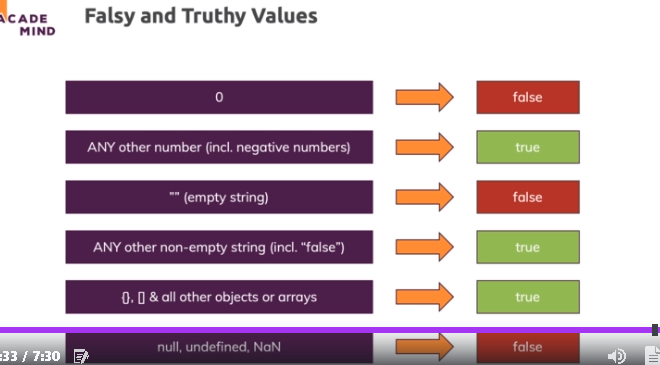 ACADE
MIND
Falsy and Truthy Values
0
false
ANY other number (incl. negative numbers)
true
"" (empty string)
false
ANY other non-empty string (incl. “false”)
true
{}, [] & all other objects or arrays
true
null, undefined, NaN
false
:33 / 7:30